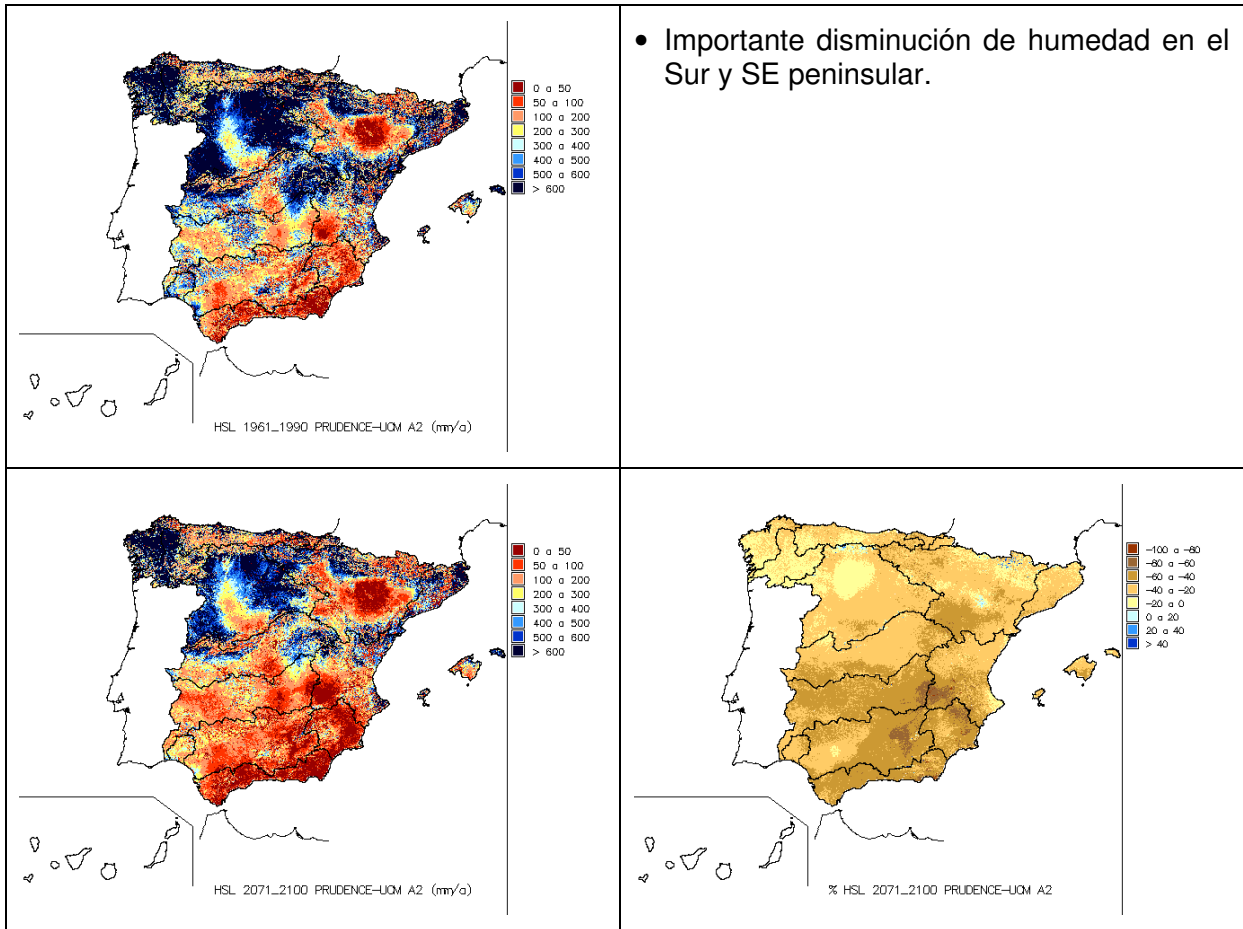 • Importante disminución de humedad en el
Sur y SE peninsular.
0 a 50
50 a 100
100 a 200
200 a 300
300 a 400
400 a 500
500 a 600
> 600
HSL 1961_1990 PRUDENCE-UCM A2 (mm/a)
0 a 50
50 a 100
100 a 200
200 a 300
300 a 400
400 a 500
500 a 600
> 600
HSL 2071_2100 PRUDENCE-UCM A2 (mm/a)
-100 a -80
-80 a -60
-60 a -40
-40 a -20
-20 a 0
0 a 20
20 a 40
> 40
% HSL 2071_2100 PRUDENCE-UCM A2